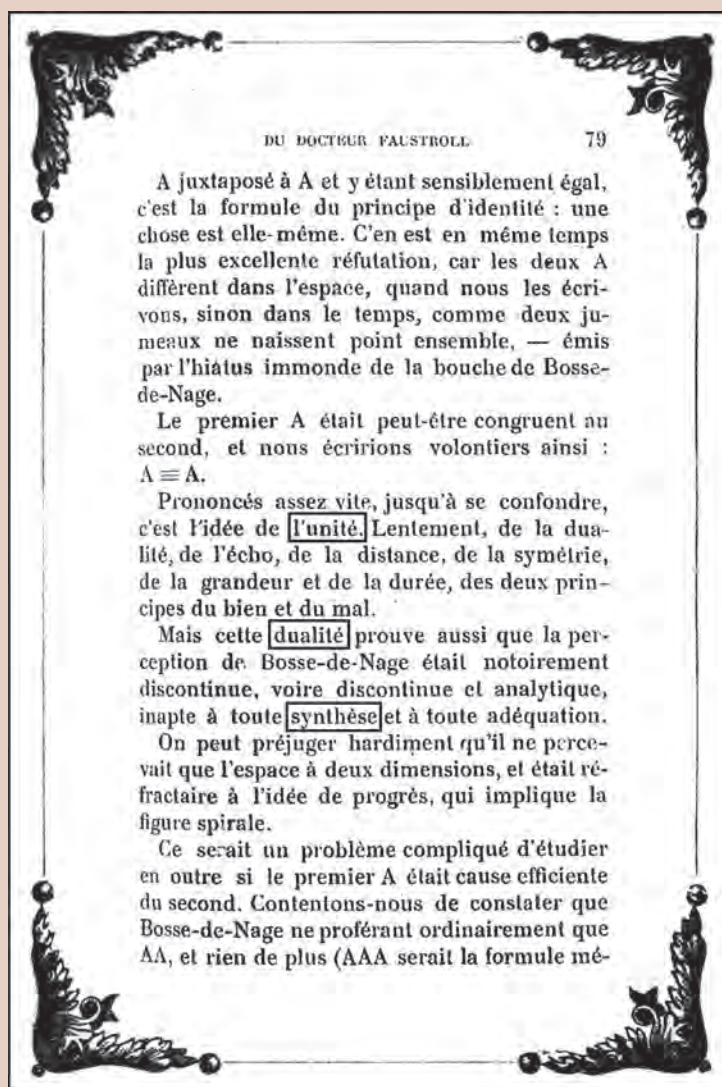 DU DOCTEUR FAUSTROLL 79
A juxtaposé à A et y étant sensiblement égal,
c'est la formule du principe d'identité : une
chose est elle-même. C'en est en même temps
la plus excellente réfutation, car les deux A
diffèrent dans l'espace, quand nous les écri-
vons, sinon dans le temps, comme deux ju-
meaux ne naissent point ensemble, — émis
par l'hiatus immonde de la bouche de Bosse-
de-Nage.
Le premier A était peut-être congruent au
second, et nous écririons volontiers ainsi :
A ≡ A.
Prononcés assez vite, jusqu'à se confondre,
c'est l'idée de l'unité. Lentement, de la dua-
lité, de l'écho, de la distance, de la symétrie,
de la grandeur et de la durée, des deux prin-
cipes du bien et du mal.
Mais cette dualité prouve aussi que la per-
ception de Bosse-de-Nage était notoirement
discontinue, voire discontinue et analytique,
inapte à toute synthèse et à toute adéquation.
On peut préjuger hardiment qu'il ne perce-
vait que l'espace à deux dimensions, et était ré-
fractaire à l'idée de progrès, qui implique la
figure spirale.
Ce serait un problème compliqué d'étudier
en outre si le premier A était cause efficiente
du second. Contentons-nous de constater que
Bosse-de-Nage ne proférant ordinairement que
AA, et rien de plus (AAA serait la formule mé-